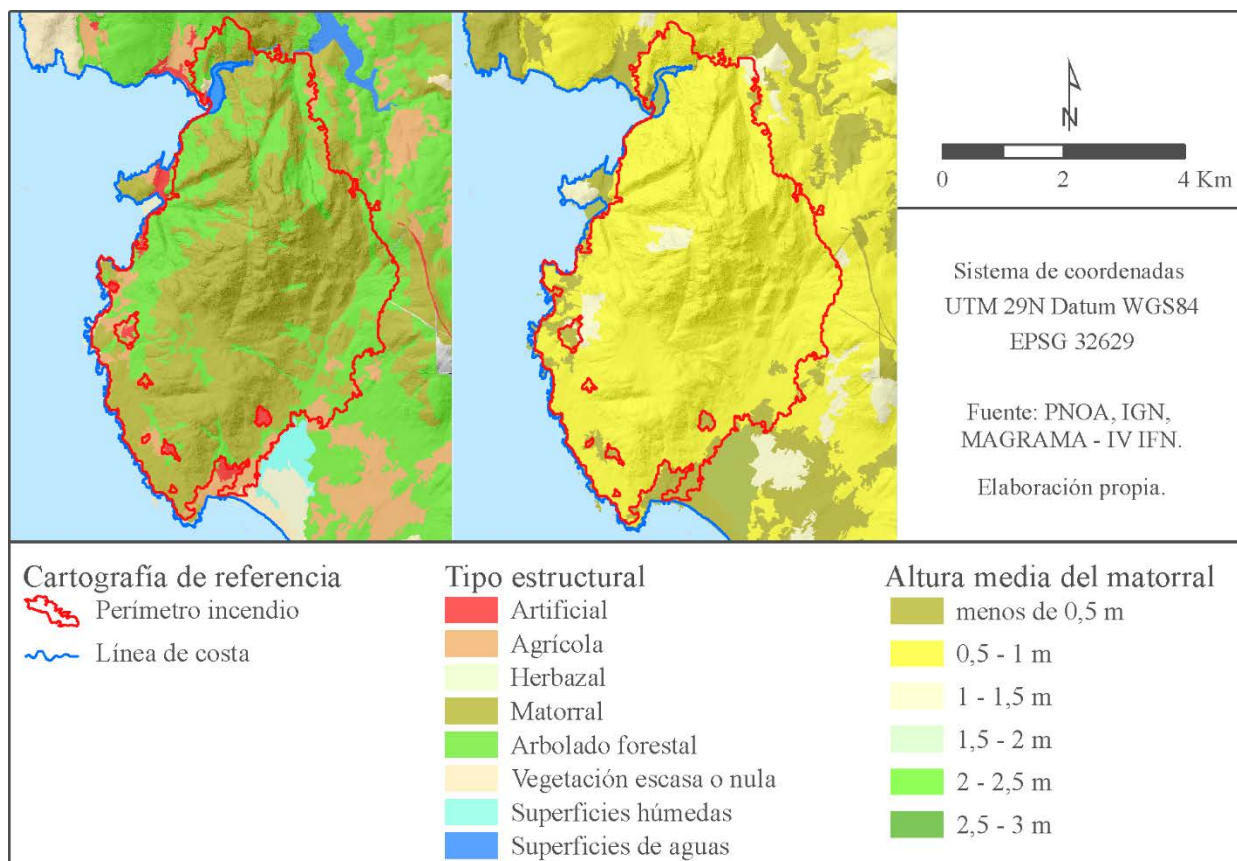 N
0 2 4 Km
Sistema de coordenadas
UTM 29N Datum WGS84
EPSG 32629
Fuente: PNOA, IGN,
MAGRAMA - IV IFN.
Elaboración propia.
Cartografía de referencia
Perímetro incendio
Línea de costa
Tipo estructural
Artificial
Agrícola
Herbazal
Matorral
Arbolado forestal
Vegetación escasa o nula
Superficies húmedas
Superficies de aguas
Altura media del matorral
menos de 0,5 m
0,5 - 1 m
1 - 1,5 m
1,5 - 2 m
2 - 2,5 m
2,5 - 3 m